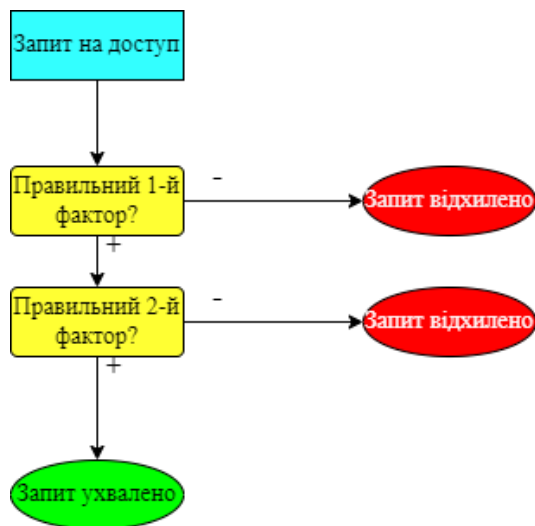 Запит на доступ
Правильний 1-й
фактор?
-
Запит відхилено
+
Правильний 2-й
фактор?
-
Запит відхилено
+
Запит ухвалено